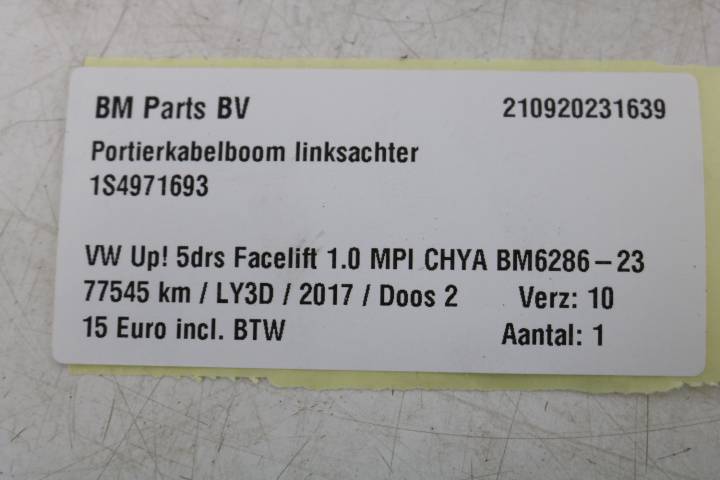 BM Parts BV 210920231639
Portierkabelboom linksachter
1S4971693
VW Up! 5drs Facelift 1.0 MPI CHYA BM6286-23
77545 km / LY3D / 2017 / Doos 2 Verz: 10
15 Euro incl. BTW Aantal: 1